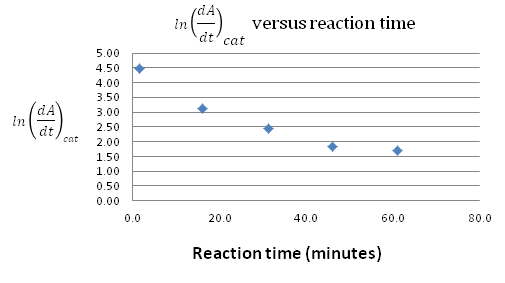 ln(dA/dt)cat versus reaction time
5.00
4.50
4.00
3.50
3.00
2.50
2.00
1.50
1.00
0.50
0.00
ln(dA/dt)cat
0.0 20.0 40.0 60.0 80.0
Reaction time (minutes)